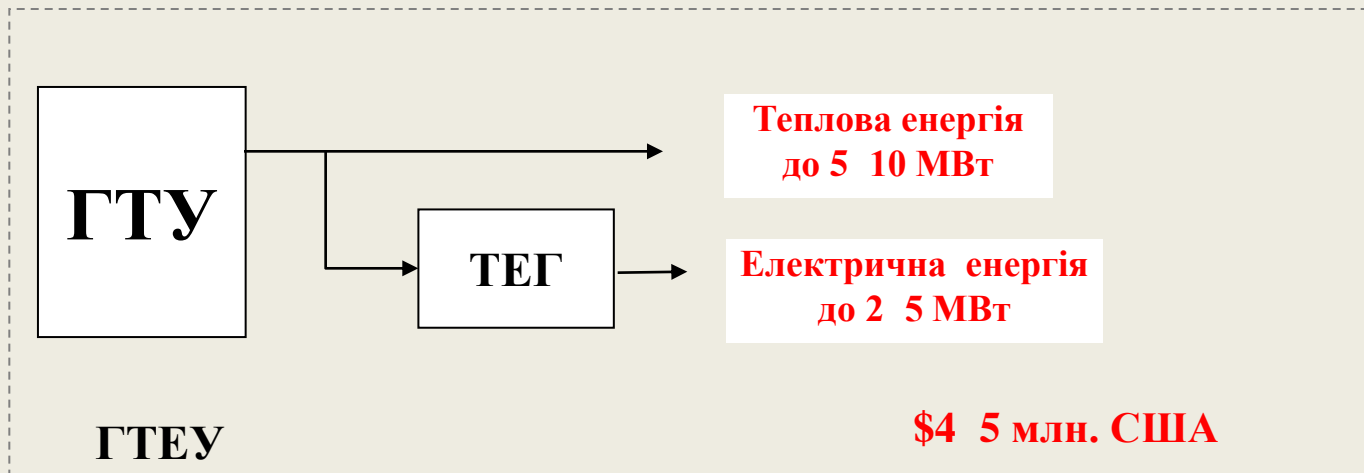 ГТУ
Теплова енергія
до 5 10 МВт
ТЕГ
Електрична енергія
до 2 5 МВт
ГТЕУ
$4 5 млн. США